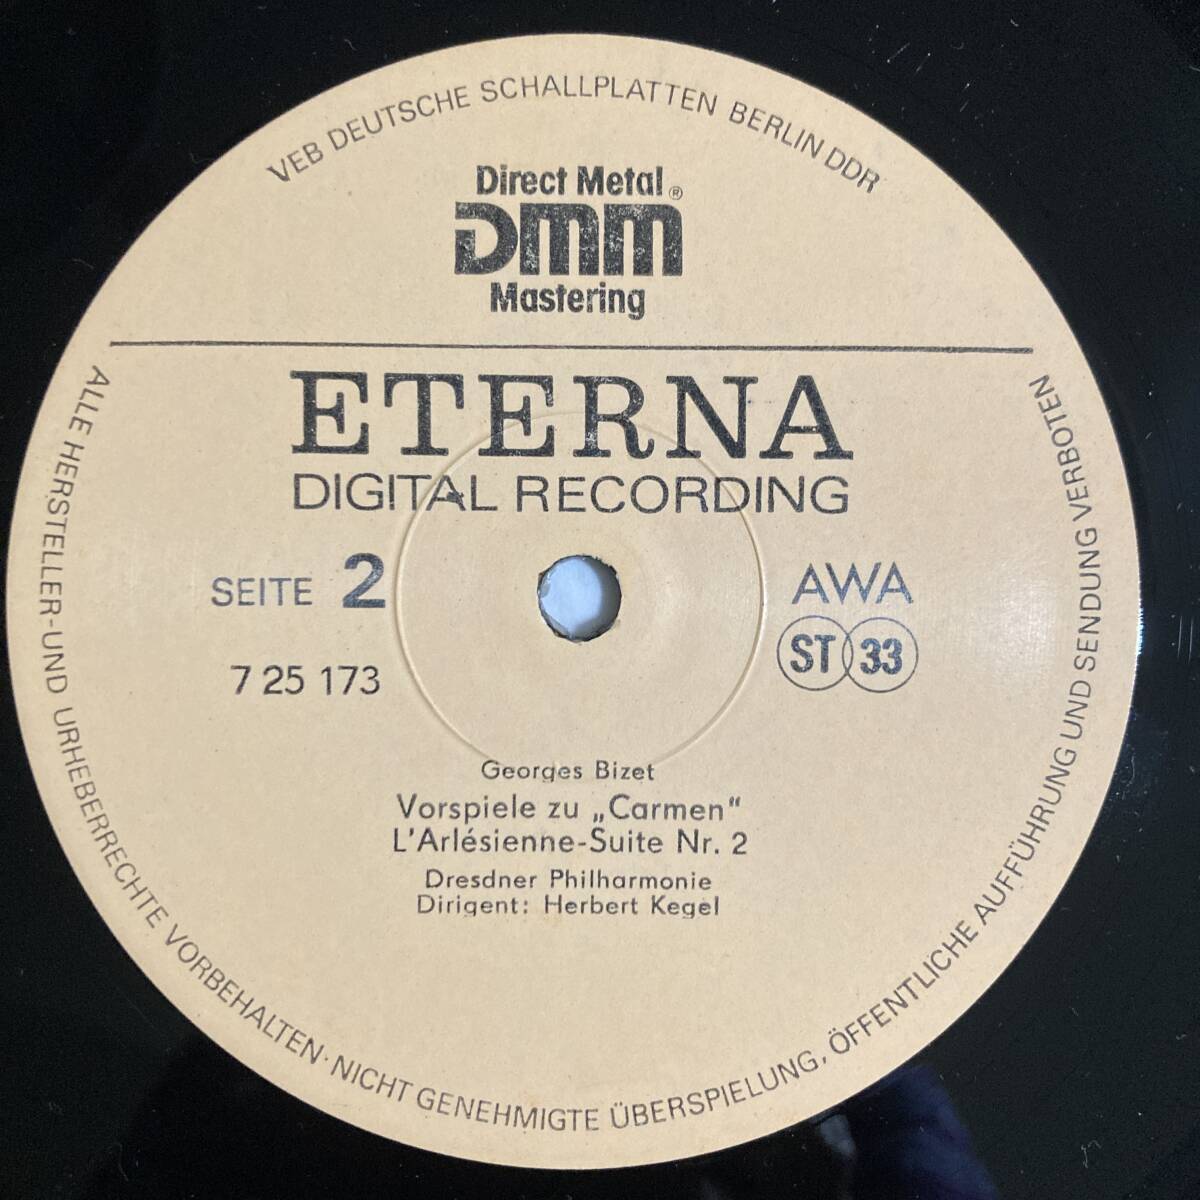 VEB DEUTSCHE SCHALLPLATTEN BERLIN DDR
Direct Metal ®
DMM
Mastering
ETERNA
DIGITAL RECORDING
SEITE 2
AWA
7 25 173
ST 33
Georges Bizet
Vorspiele zu „Carmen“
L'Arlésienne-Suite Nr. 2
Dresdner Philharmonie
Dirigent: Herbert Kegel
ALLE HERSTELLER-UND URHEBERRECHTE VORBEHALTEN · NICHT GENEHMIGTE ÜBERSPIELUNG, ÖFFENTLICHE AUFFÜHRUNG UND SENDUNG VERBOTEN